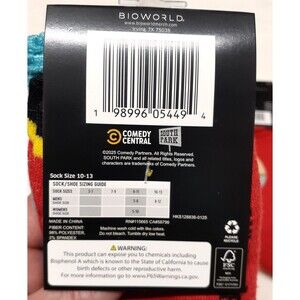 BIOWORLD®
www.bioworldmerch.com
Irving, TX 75039
1 98996 05449 4
COMEDY CENTRAL
SOUTH PARK
©2025 Comedy Partners. All Rights Reserved.
SOUTH PARK and all related titles, logos and
characters are trademarks of Comedy Partners.
Sock Size 10-13
SOCK/SHOE SIZING GUIDE
MADE IN CHINA
FIBER CONTENT:
98% POLYESTER,
2% SPANDEX
Machine wash cold with like colors.
Do not bleach. Tumble dry low heat.
PLEASE
RECYCLE
FSC
⚠WARNING:
This product can expose you to chemicals including
Bisphenol A which is known to the State of California to cause
birth defects or other reproductive harm.
For more information go to www.P65Warnings.ca.gov.